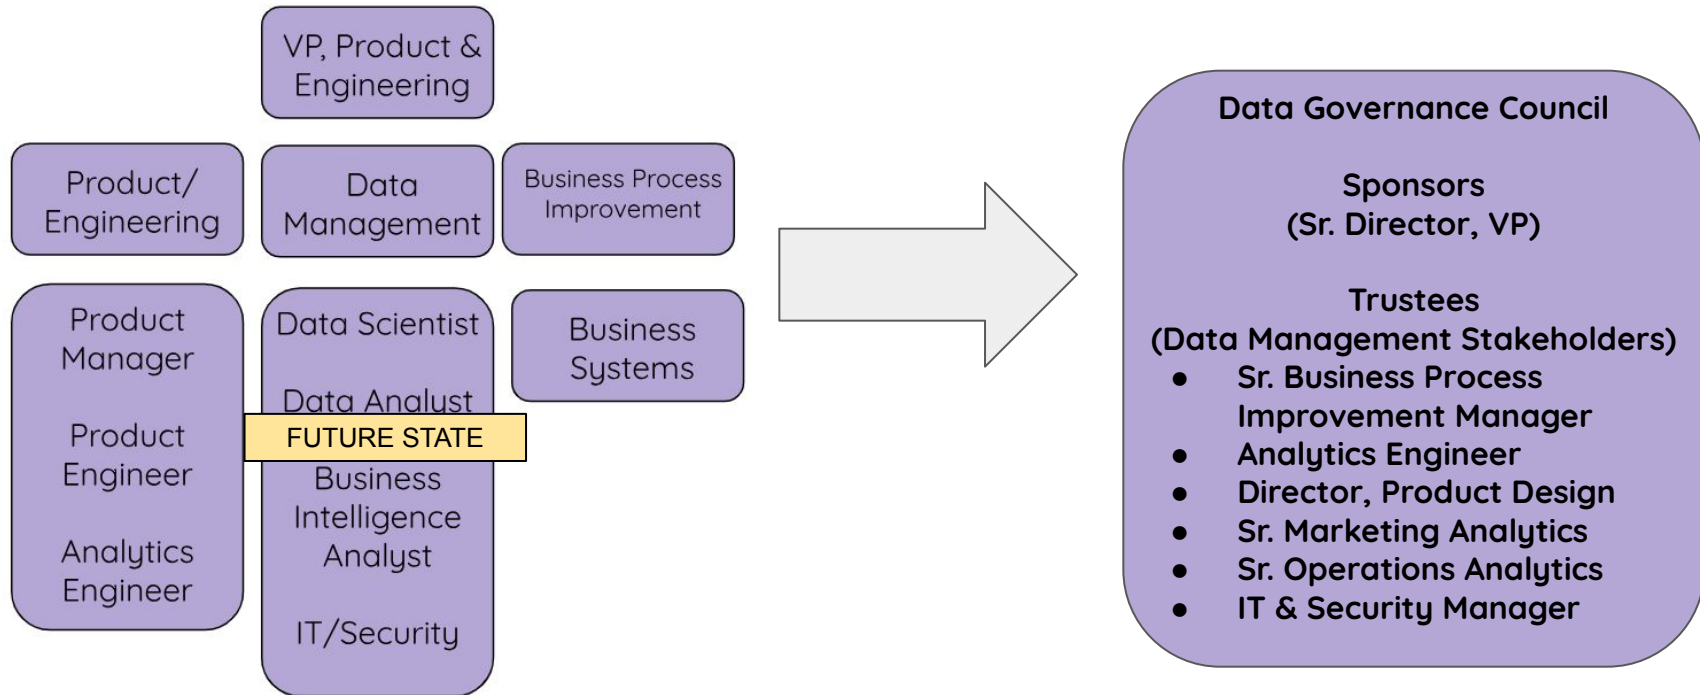 VP, Product &
Engineering
Product/
Engineering
Data
Management
Business Process
Improvement
Product
Manager
Product
Engineer
Analytics
Engineer
Data Scientist
Data Analyst
FUTURE STATE
Business
Intelligence
Analyst
IT/Security
Business
Systems
Data Governance Council
Sponsors
(Sr. Director, VP)
Trustees
(Data Management Stakeholders)
● Sr. Business Process
Improvement Manager
● Analytics Engineer
● Director, Product Design
● Sr. Marketing Analytics
● Sr. Operations Analytics
● IT & Security Manager